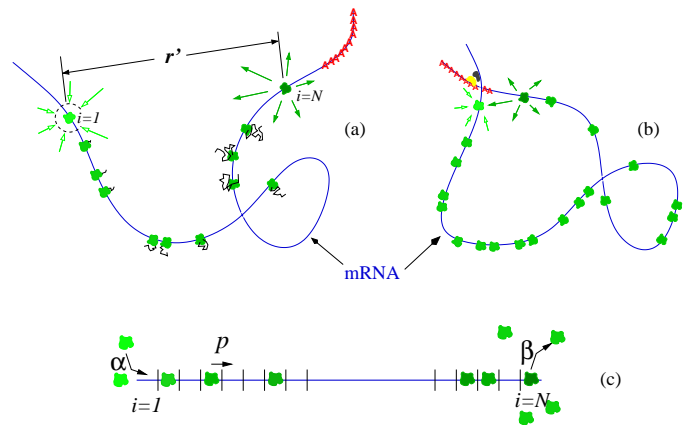 r'
i=1
i=N
(a)
(b)
mRNA
α
p
β
(c)
i=1
i=N